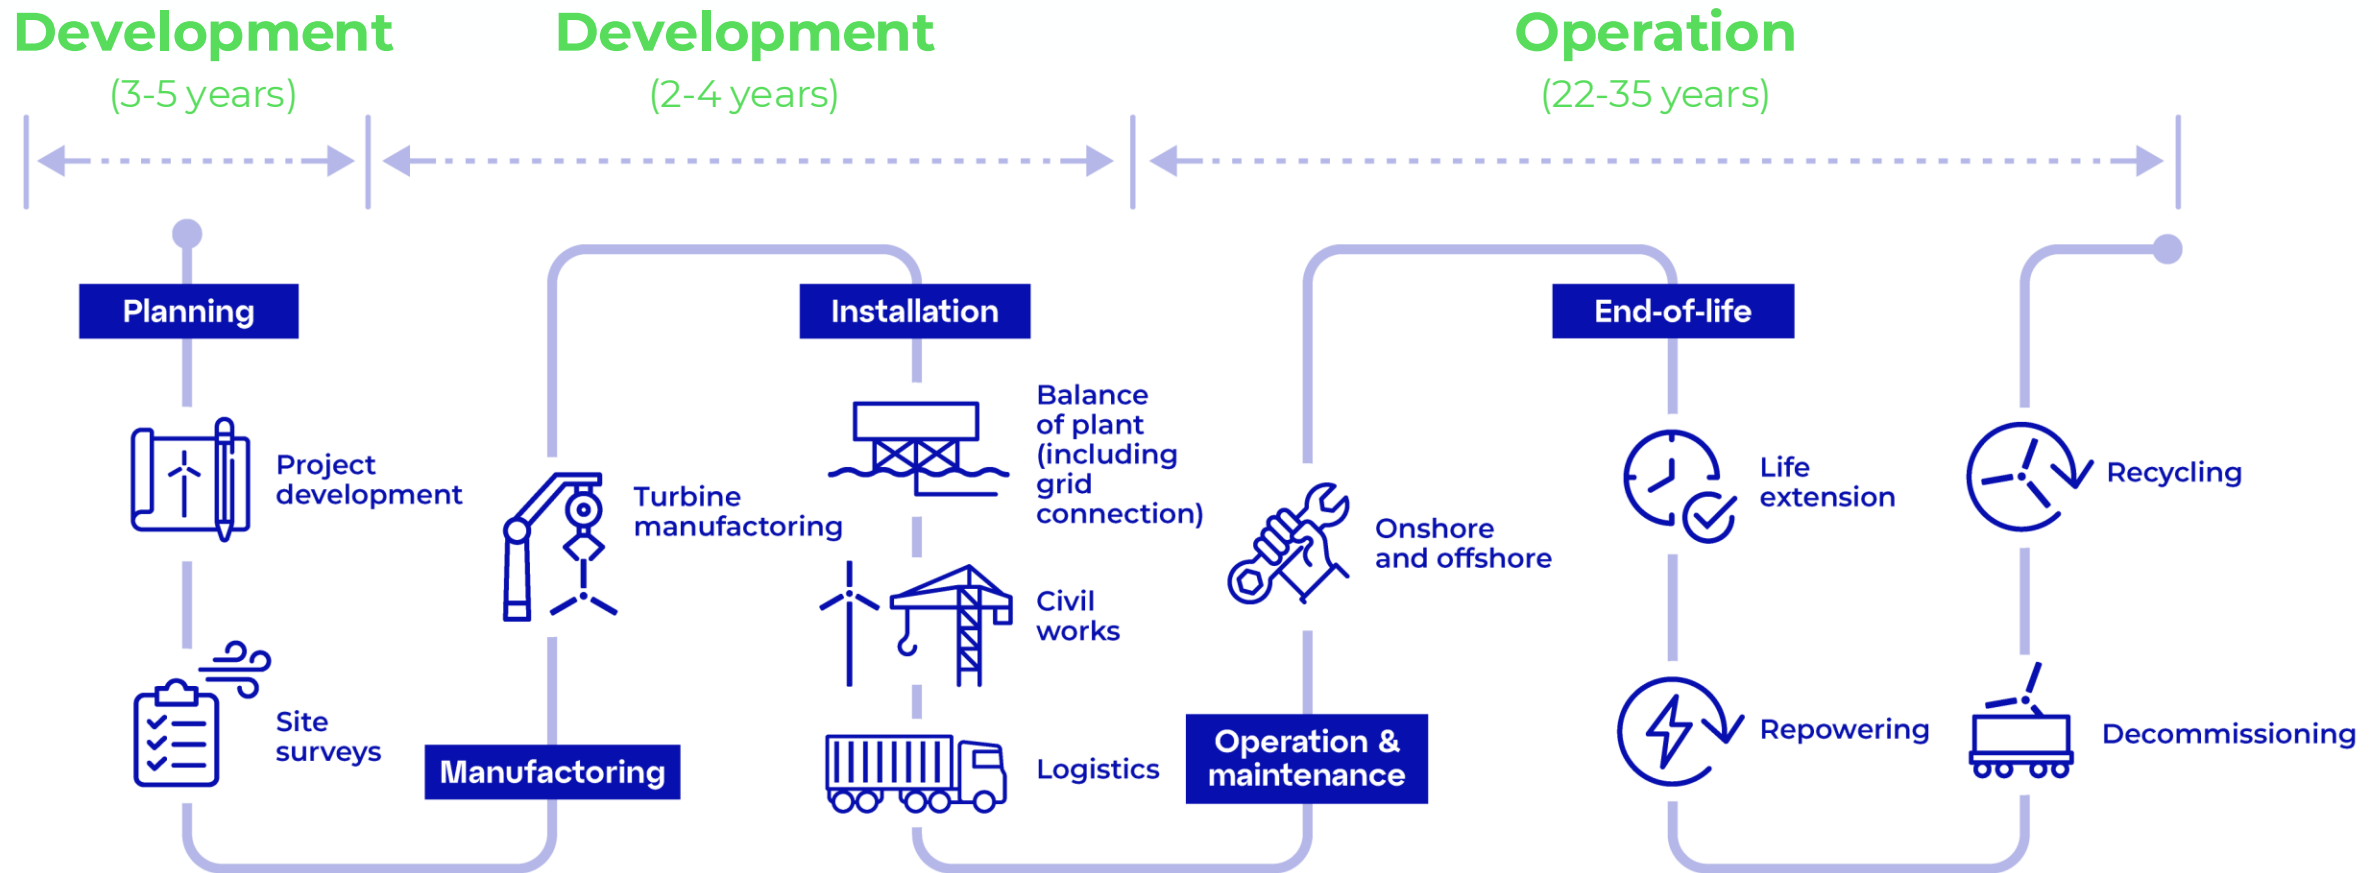 Development
(3-5 years)
Development
(2-4 years)
Operation
(22-35 years)
Planning
Project
development
Site
surveys
Manufactoring
Turbine
manufactoring
Installation
Balance
of plant
(including
grid
connection)
Civil
works
Logistics
Operation &
maintenance
Onshore
and offshore
End-of-life
Life
extension
Repowering
Decommissioning
Recycling